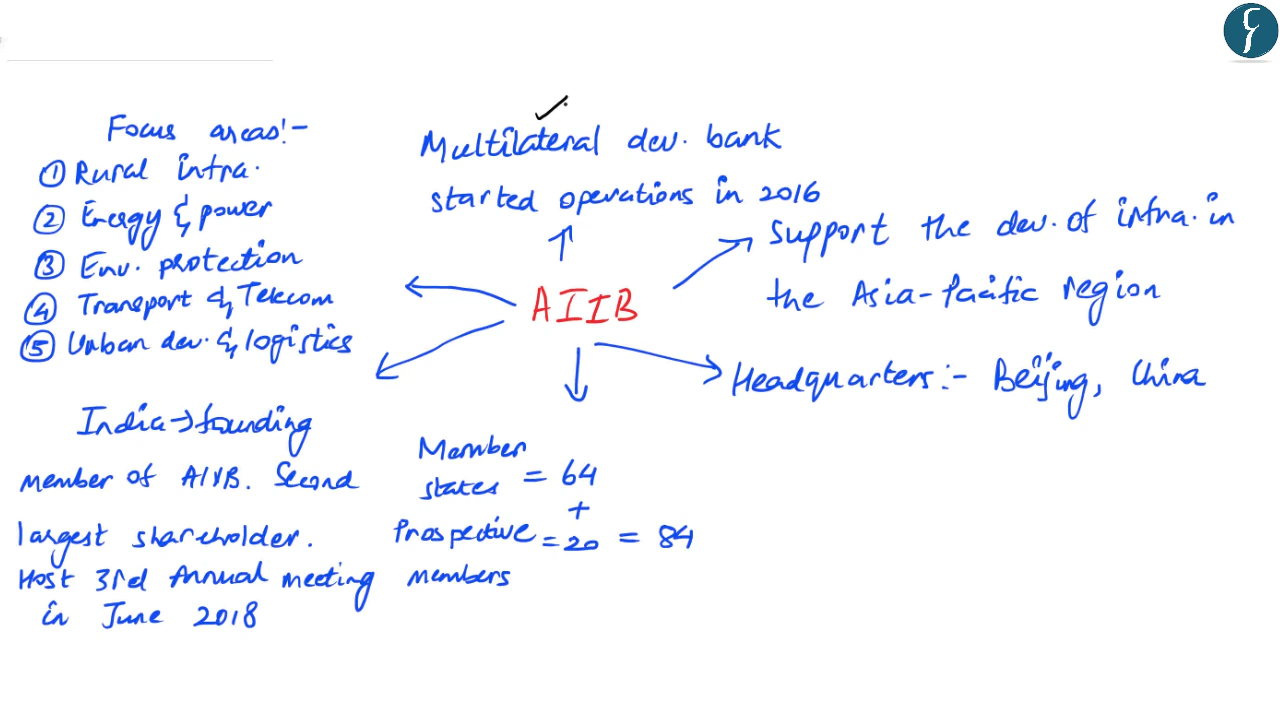 Focus areas:-
① Rural infra.
② Energy & power
③ Env. protection
④ Transport & Telecom
⑤ Urban dev. & logistics
Multilateral dev. bank
started operations in 2016
Support the dev. of infra. in
the Asia-Pacific region
AIIB
Headquarters:- Beijing, China
India → founding
member of AIIB. Second
largest shareholder.
Host 3rd Annual meeting
in June 2018
Member
states = 64
+
Prospective = 20 = 84
members